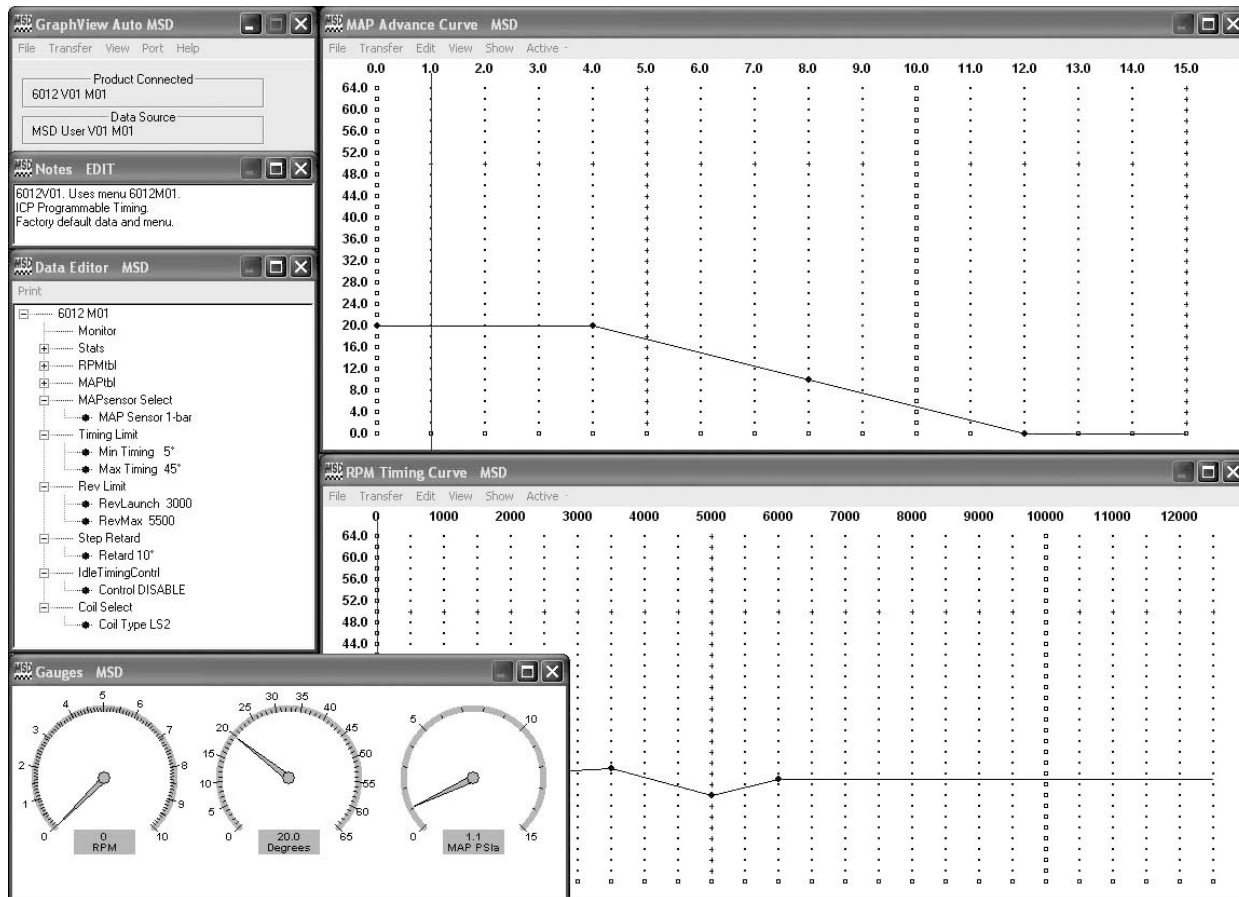 MSD GraphView Auto MSD
File Transfer View Port Help
Product Connected
6012 V01 M01
Data Source
MSD User V01 M01
MSD Notes EDIT
6012V01. Uses menu 6012M01.
ICP Programmable Timing.
Factory default data and menu.
MSD Data Editor MSD
Print
6012 M01
Monitor
Stats
RPMtbl
MAPtbl
MAPsensor Select
MAP Sensor 1-bar
Timing Limit
Min Timing 5°
Max Timing 45°
Rev Limit
RevLaunch 3000
RevMax 5500
Step Retard
Retard 10°
IdleTimingContrl
Control DISABLE
Coil Select
Coil Type LS2
MSD MAP Advance Curve MSD
File Transfer Edit View Show Active -
0.0 1.0 2.0 3.0 4.0 5.0 6.0 7.0 8.0 9.0 10.0 11.0 12.0 13.0 14.0 15.0
64.0
60.0
56.0
52.0
48.0
44.0
40.0
36.0
32.0
28.0
24.0
20.0
16.0
12.0
8.0
4.0
0.0
MSD RPM Timing Curve MSD
File Transfer Edit View Show Active -
0 1000 2000 3000 4000 5000 6000 7000 8000 9000 10000 11000 12000
64.0
60.0
56.0
52.0
48.0
44.0
MSD Gauges MSD
0 1 2 3 4 5 6 7 8 9 10
0
RPM
0 5 10 15 20 25 30 35 40 45 50 55 60 65
20.0
Degrees
0 5 10 15
1.1
MAP PSIa